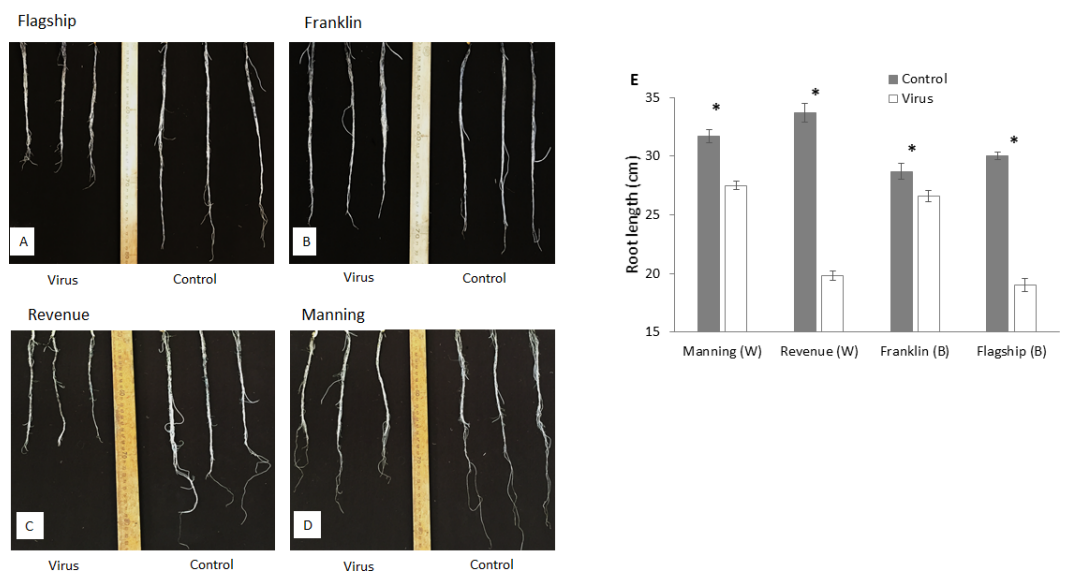 Flagship
Franklin
A
B
Virus
Control
Virus
Control
Revenue
Manning
C
D
Virus
Control
Virus
Control
E
Control
Virus
*
*
*
*
35
30
25
20
15
Root length (cm)
Manning (W)
Revenue (W)
Franklin (B)
Flagship (B)